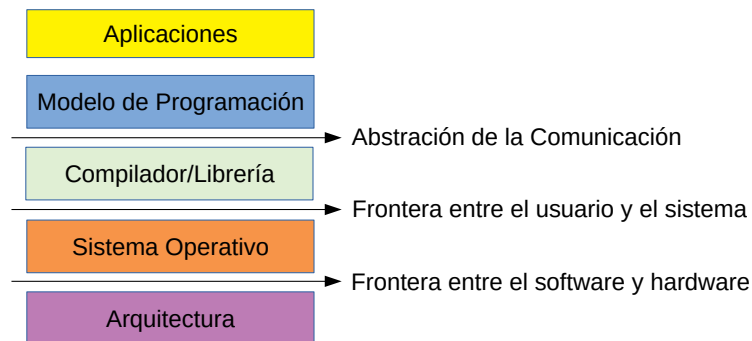 Aplicaciones
Modelo de Programación
Abstración de la Comunicación
Compilador/Librería
Frontera entre el usuario y el sistema
Sistema Operativo
Frontera entre el software y hardware
Arquitectura